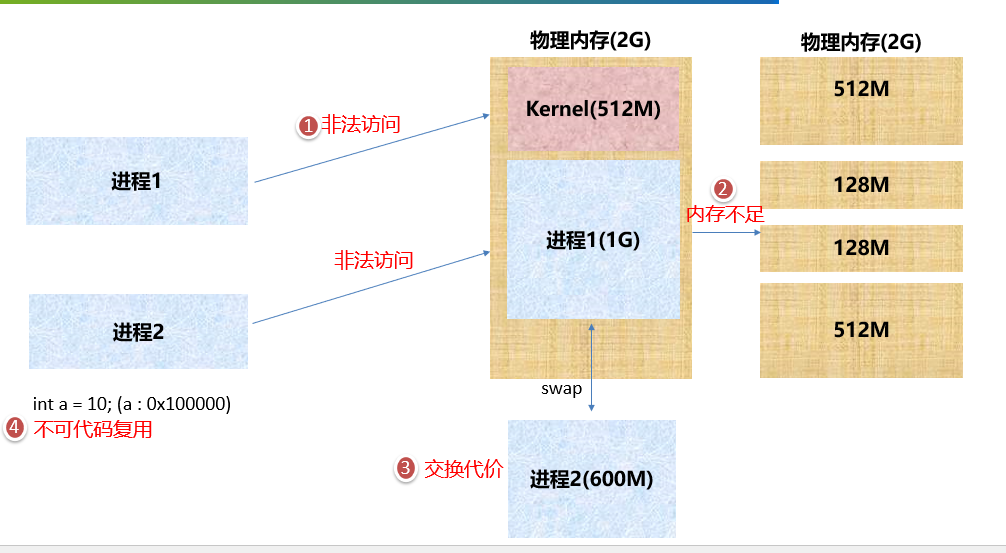 物理内存(2G)
物理内存(2G)
Kernel(512M)
512M
1
非法访问
进程1
128M
2
内存不足
进程1(1G)
128M
非法访问
进程2
512M
swap
int a = 10; (a : 0x100000)
4
不可代码复用
3
交换代价
进程2(600M)